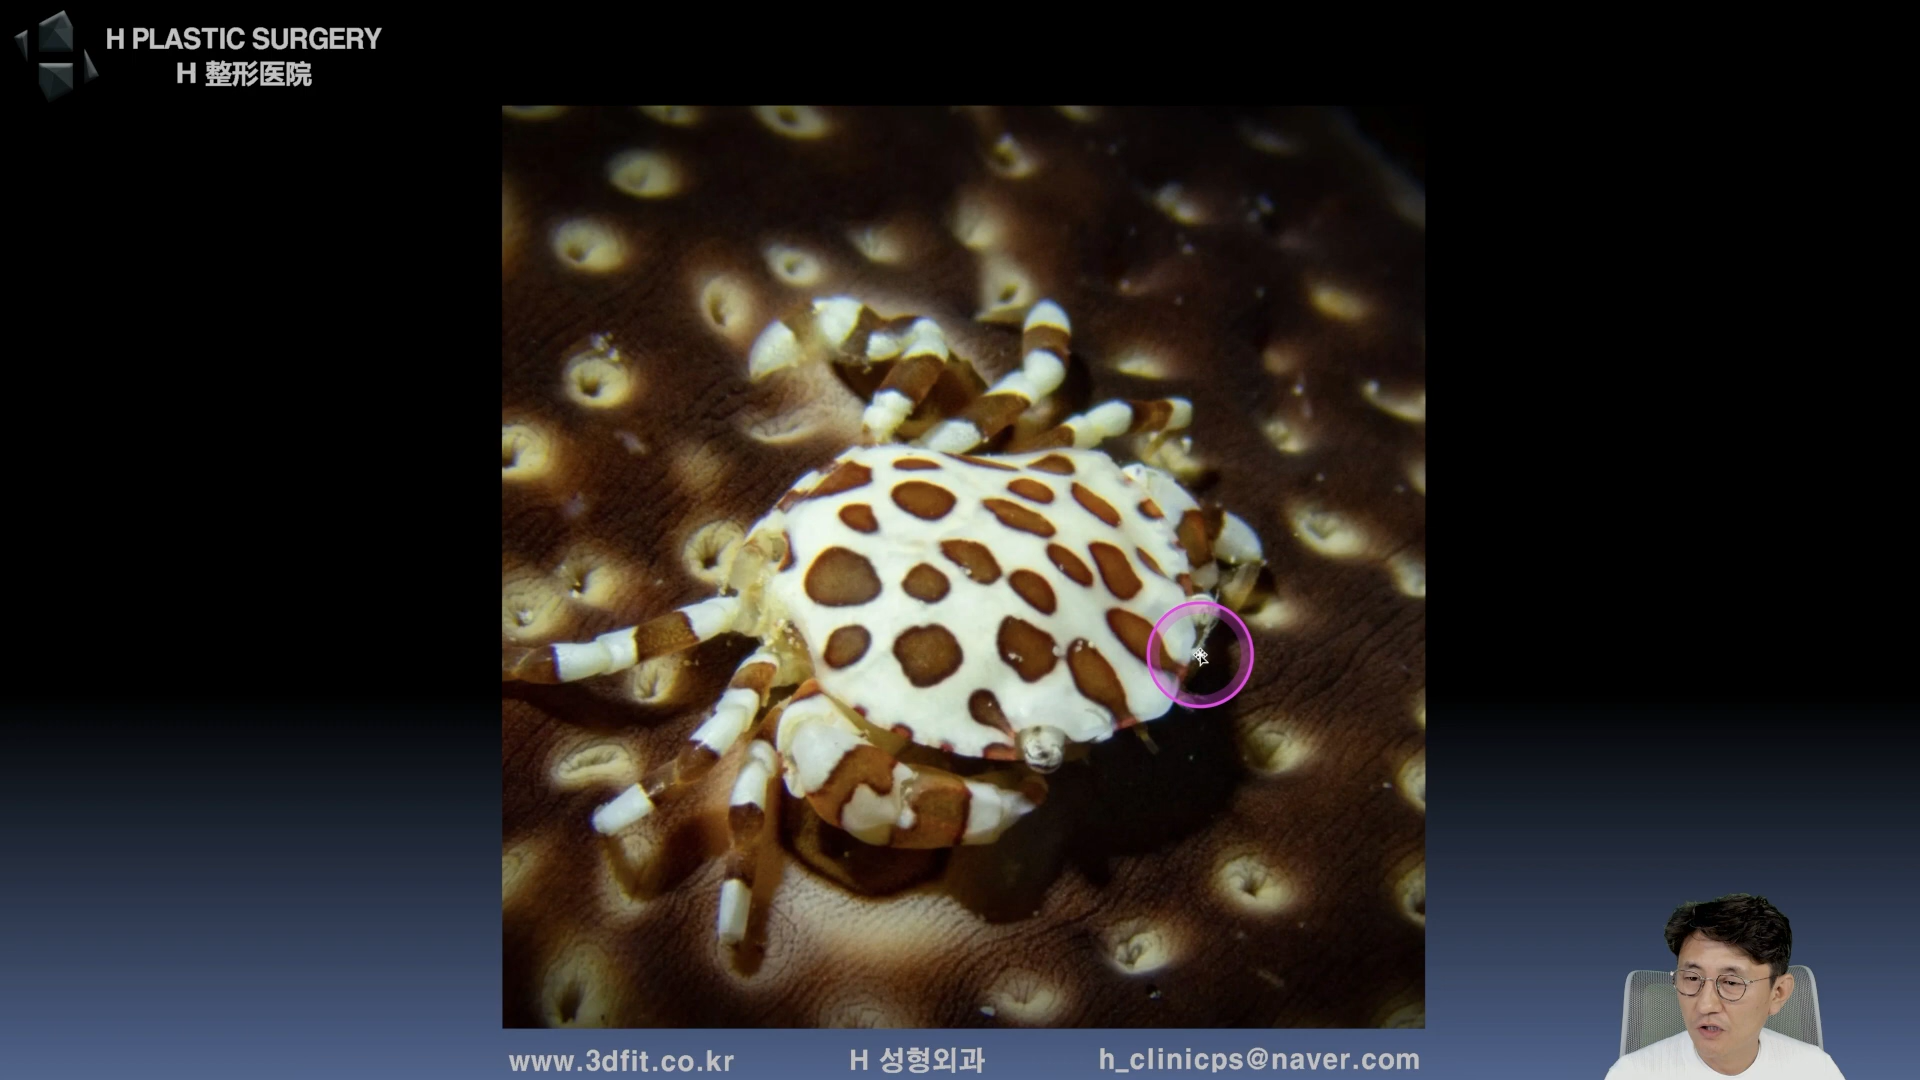 H PLASTIC SURGERY
H 整形医院
www.3dfit.co.kr
H 성형외과
h_clinicps@naver.com